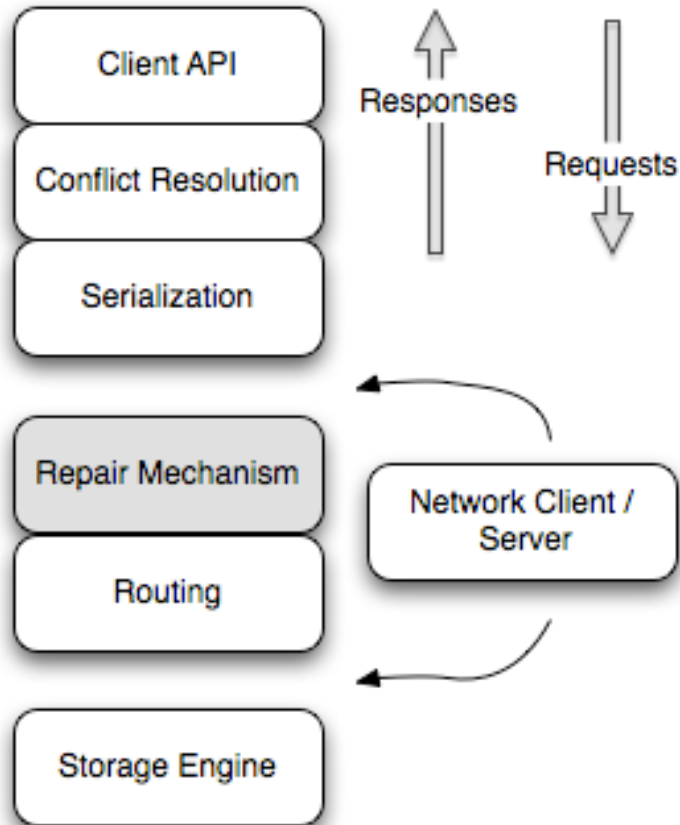 Client API
Conflict Resolution
Serialization
Responses
Requests
Repair Mechanism
Routing
Network Client /
Server
Storage Engine